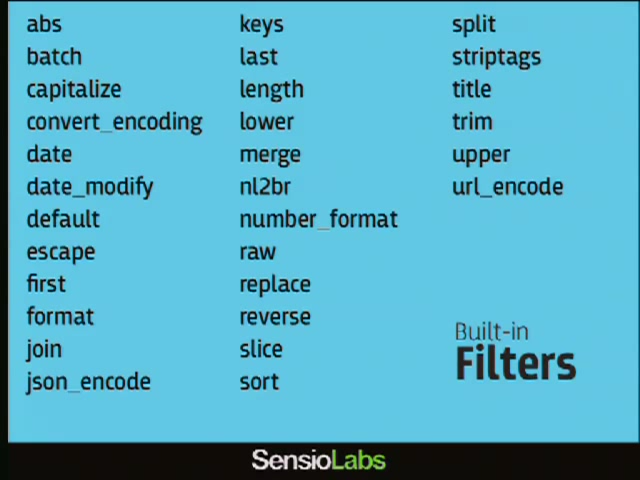 abs
batch
capitalize
convert_encoding
date
date_modify
default
escape
first
format
join
json_encode
keys
last
length
lower
merge
nl2br
number_format
raw
replace
reverse
slice
sort
split
striptags
title
trim
upper
url_encode
Built-in
Filters
SensioLabs